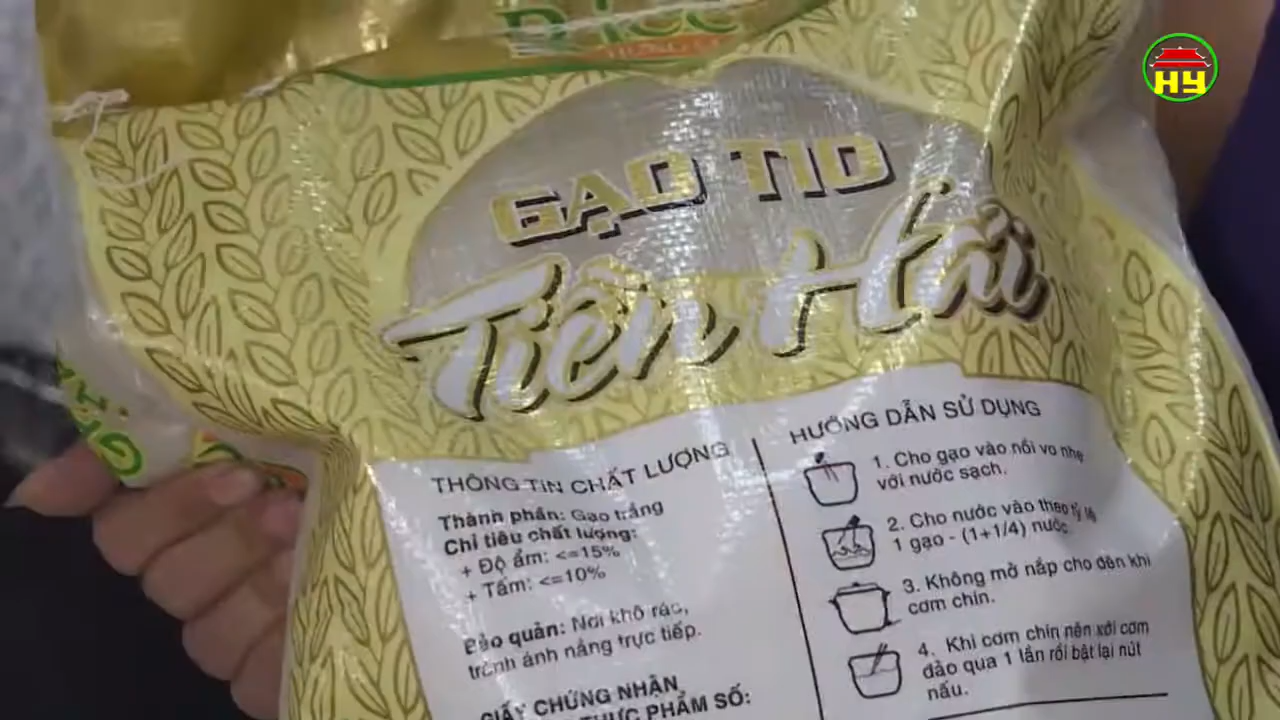 HY
GẠO TIO
Tiền Hải
THÔNG TIN CHẤT LƯỢNG
Thành phần: Gạo trắng
Chỉ tiêu chất lượng:
+ Độ ẩm: <=15%
+ Tấm: <=10%
Bảo quản: Nơi khô ráo,
tránh ánh nắng trực tiếp.
GIẤY CHỨNG NHẬN
THỰC PHẨM SỐ:
HƯỚNG DẪN SỬ DỤNG
1. Cho gạo vào nồi vo nhẹ
với nước sạch.
2. Cho nước vào theo tỷ lệ
1 gạo - (1+1/4) nước
3. Không mở nắp cho đến khi
cơm chín.
4. Khi cơm chín nên xới cơm
đảo qua 1 lần rồi bật lại nút
nấu.